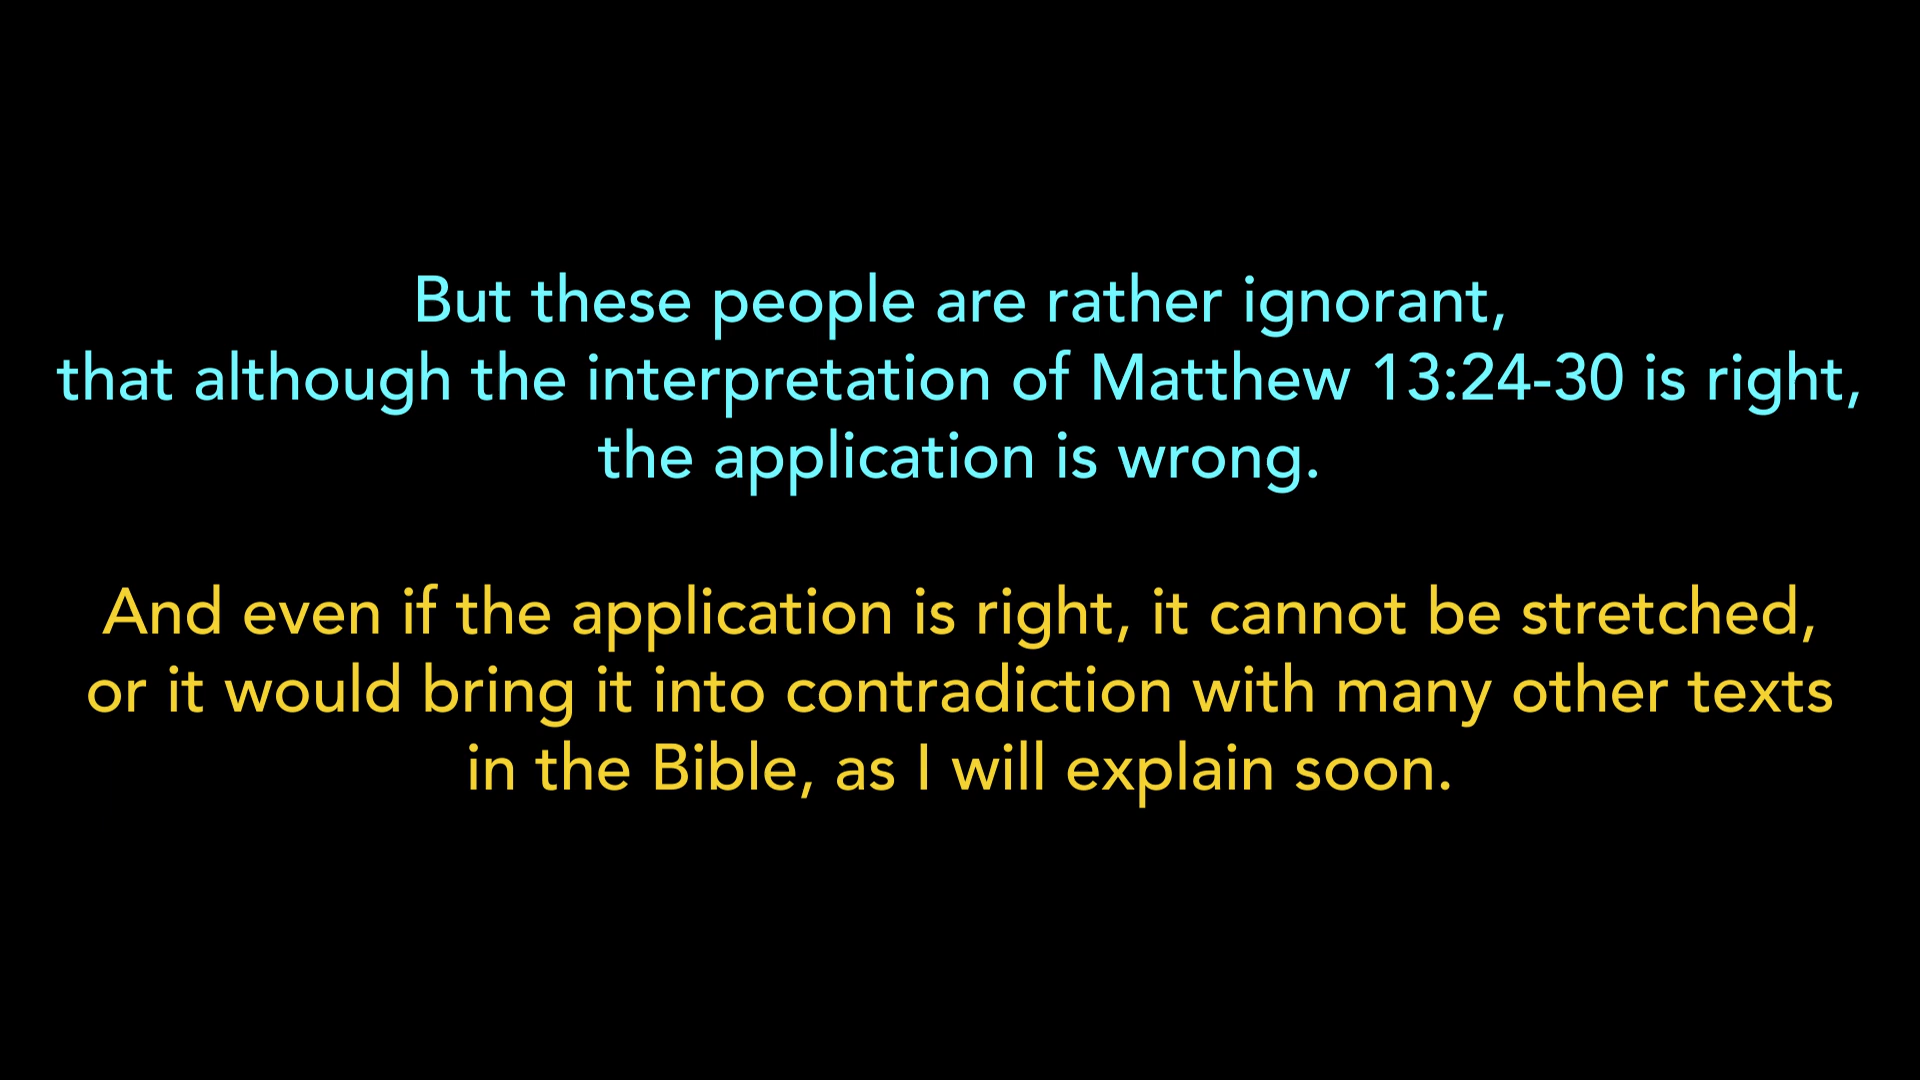 But these people are rather ignorant,
that although the interpretation of Matthew 13:24-30 is right,
the application is wrong.
And even if the application is right, it cannot be stretched,
or it would bring it into contradiction with many other texts
in the Bible, as I will explain soon.